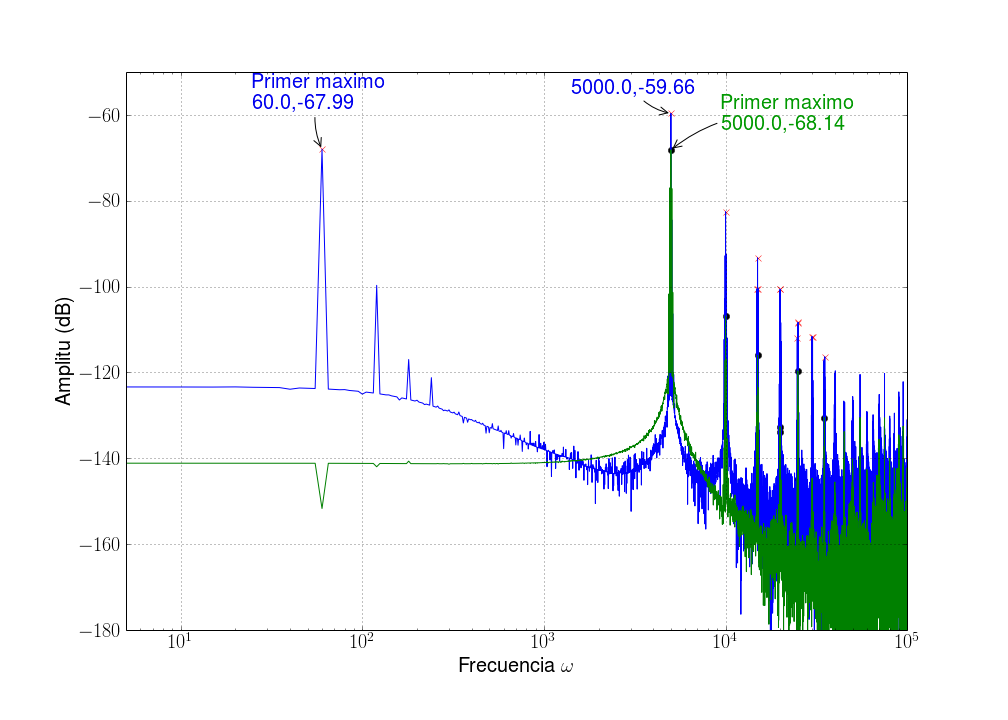 Primer maximo
60.0,-67.99
5000.0,-59.66
Primer maximo
5000.0,-68.14
−60
−80
−100
−120
−140
−160
−180
Amplitu (dB)
10¹ 10² 10³ 10⁴ 10⁵
Frecuencia ω